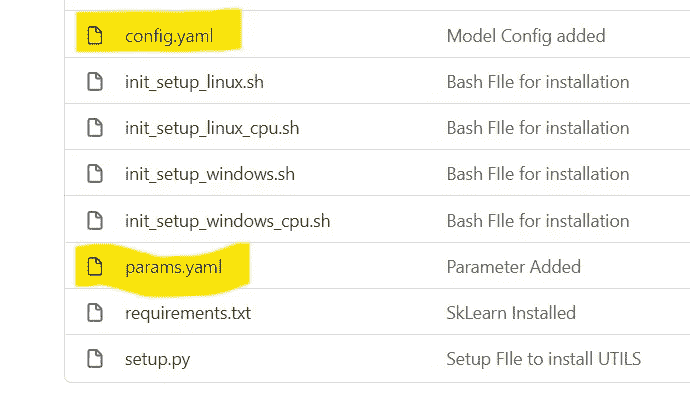 config.yaml Model Config added
init_setup_linux.sh Bash FIle for installation
init_setup_linux_cpu.sh Bash FIle for installation
init_setup_windows.sh Bash FIle for installation
init_setup_windows_cpu.sh Bash FIle for installation
params.yaml Parameter Added
requirements.txt SkLearn Installed
setup.py Setup FIle to install UTILS